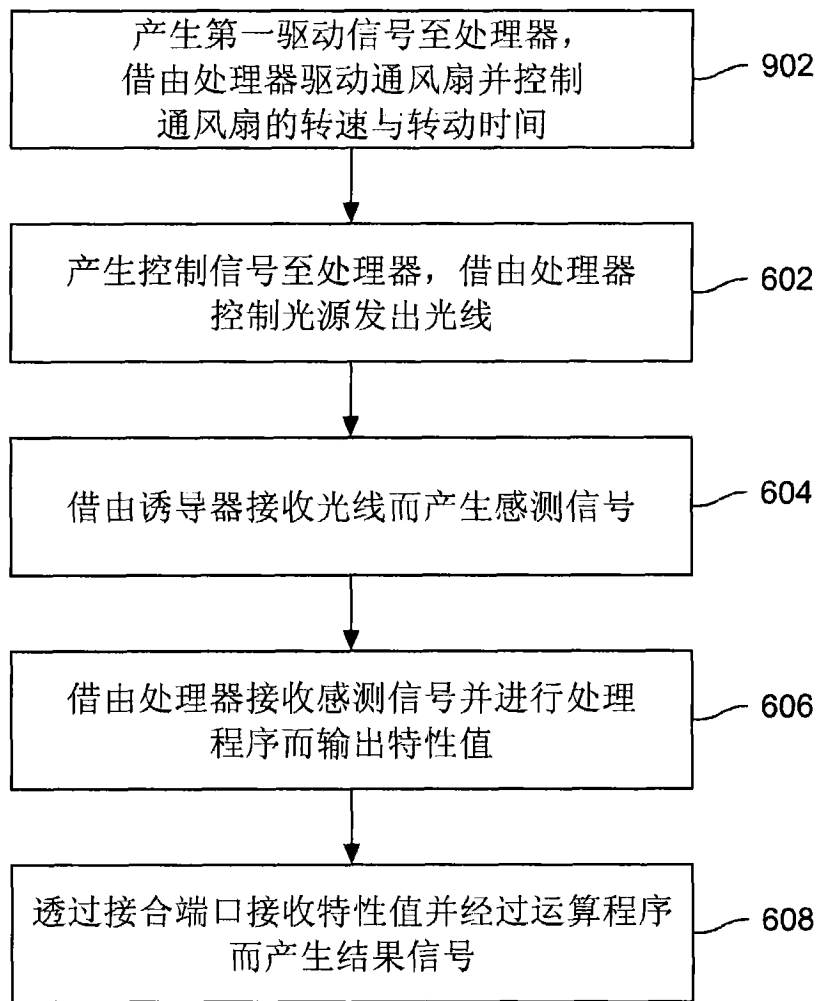 产生第一驱动信号至处理器，
借由处理器驱动通风扇并控制
通风扇的转速与转动时间
902
产生控制信号至处理器，借由处理器
控制光源发出光线
602
借由诱导器接收光线而产生感测信号
604
借由处理器接收感测信号并进行处理
程序而输出特性值
606
透过接合端口接收特性值并经过运算程序
而产生结果信号
608